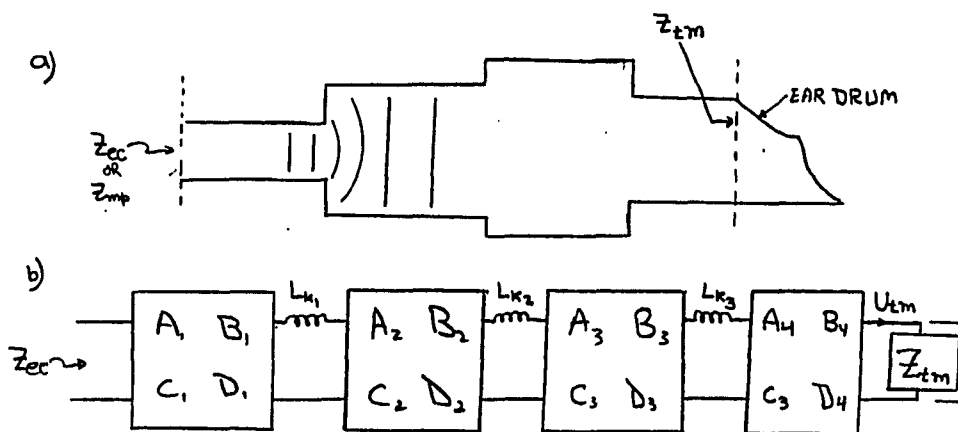 a)
Ztm
EAR DRUM
Zec
OR
Zmp
b)
Lk1 Lk2 Lk3
A1 B1 A2 B2 A3 B3 A4 B4 Utm
Zec Ztm
C1 D1 C2 D2 C3 D3 C3 D4